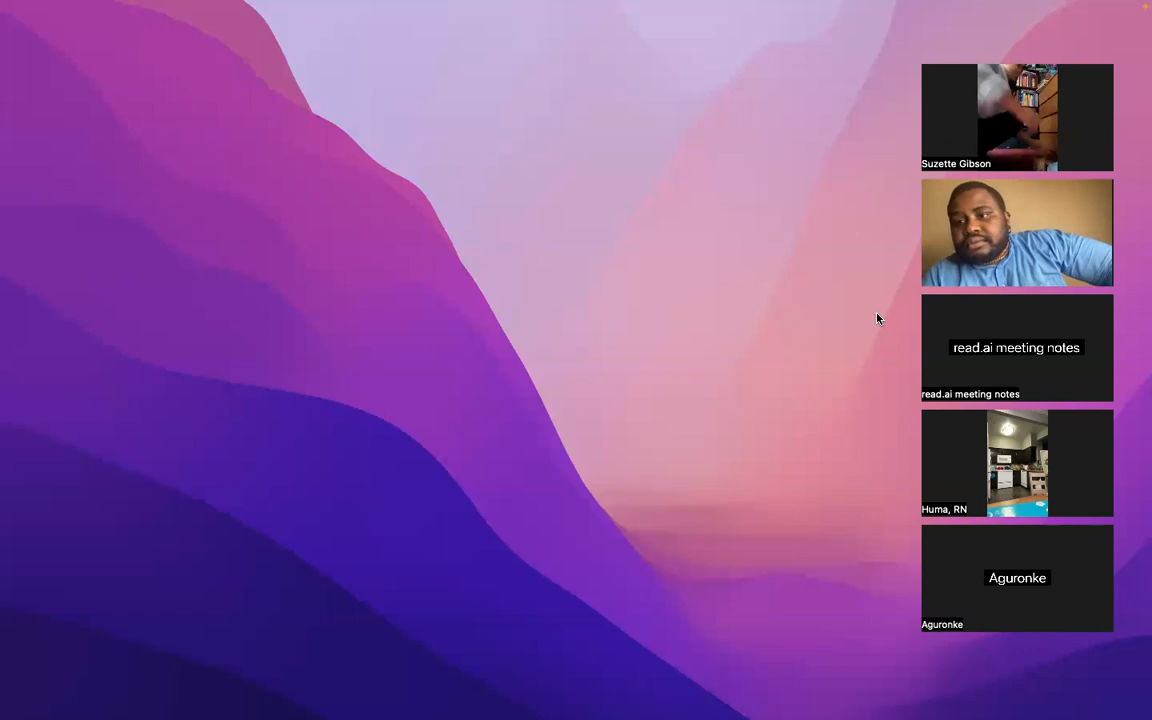 Suzette Gibson
read.ai meeting notes
read.ai meeting notes
Huma, RN
Aguronke
Aguronke